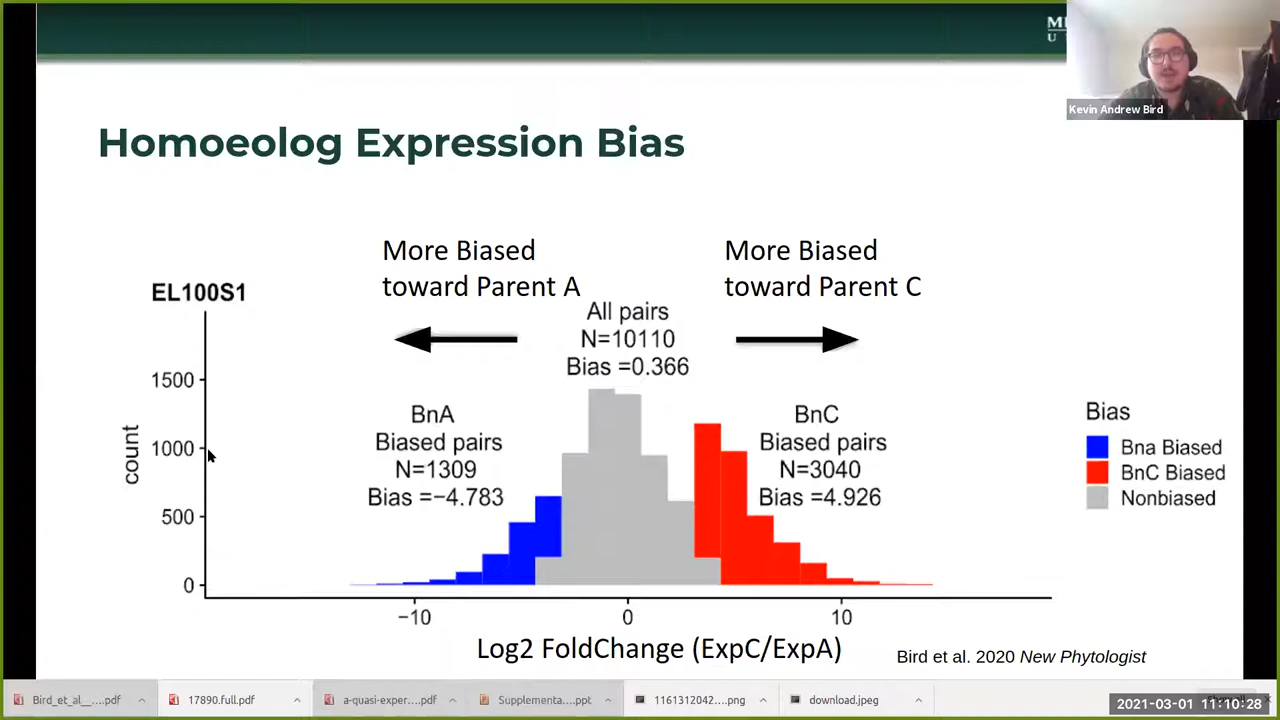 Kevin Andrew Bird
Homoeolog Expression Bias
More Biased
toward Parent A
More Biased
toward Parent C
EL100S1
All pairs
N=10110
Bias =0.366
1500
1000
500
0
count
BnA
Biased pairs
N=1309
Bias =−4.783
BnC
Biased pairs
N=3040
Bias =4.926
Bias
Bna Biased
BnC Biased
Nonbiased
−10
0
10
Log2 FoldChange (ExpC/ExpA)
Bird et al. 2020 New Phytologist
Bird_et_al__....pdf
17890.full.pdf
a-quasi-exper....pdf
Supplementa....ppt
1161312042....png
download.jpeg
2021-03-01 11:10:28